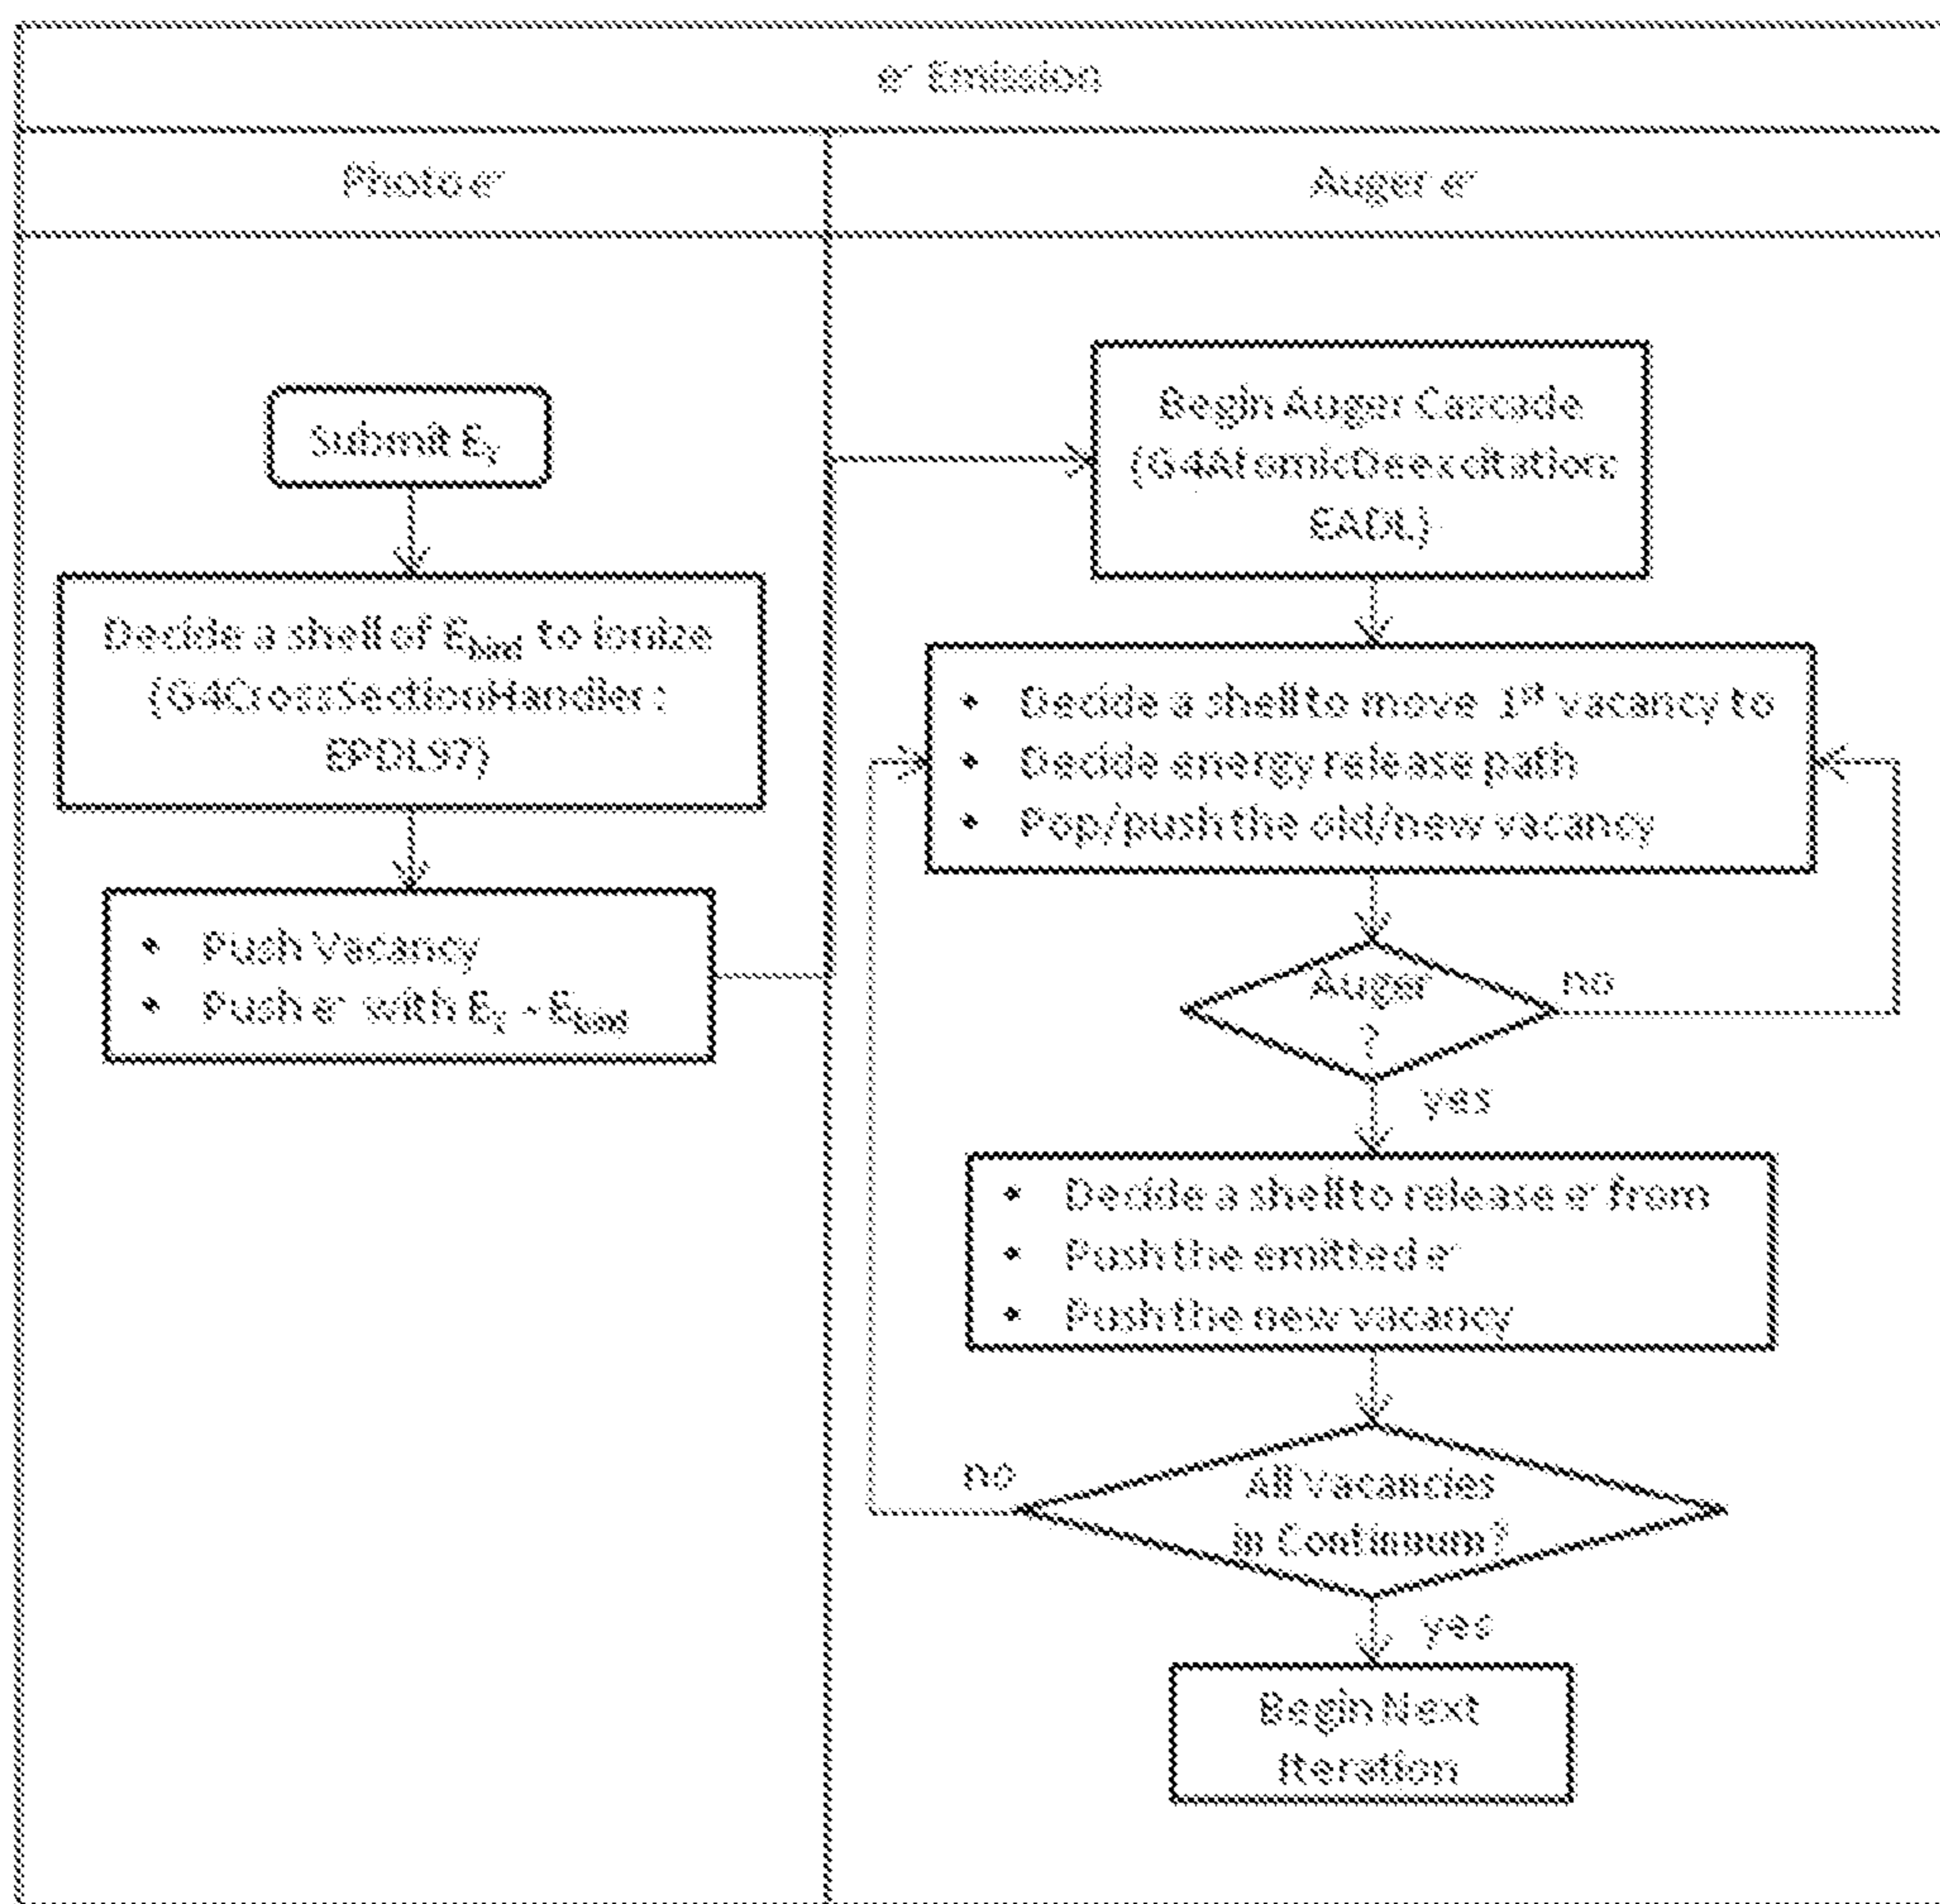 e⁻ Emission
Photo e⁻
Auger e⁻
Submit Eᵧ
Decide a shell of E_bind to ionize
(G4CrossSectionHandler:
EPDL97)
• Push Vacancy
• Push e⁻ with Eᵧ - E_bind
Begin Auger Cascade
(G4AtomicDeexcitation:
EADL)
• Decide a shell to move 1st vacancy to
• Decide energy release path
• Pop/push the old/new vacancy
Auger
?
no
yes
• Decide a shell to release e⁻ from
• Push the emitted e⁻
• Push the new vacancy
no
All Vacancies
in Continuum?
yes
Begin Next
Iteration